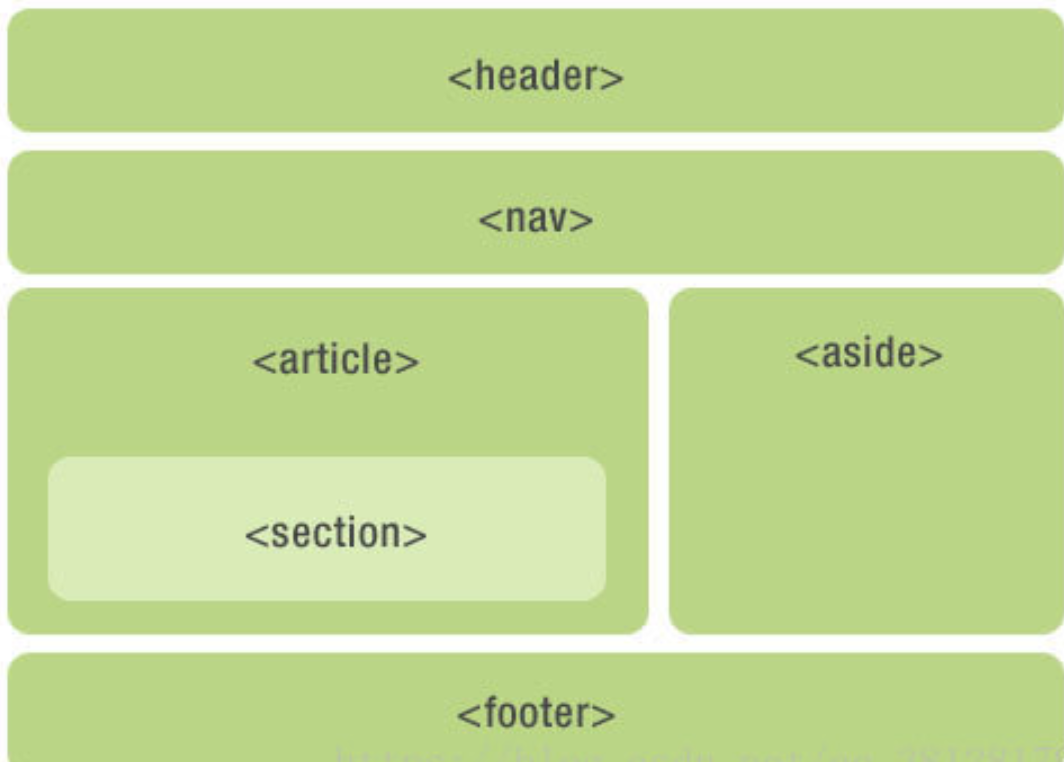 <header>
<nav>
<article>
<aside>
<section>
<footer>